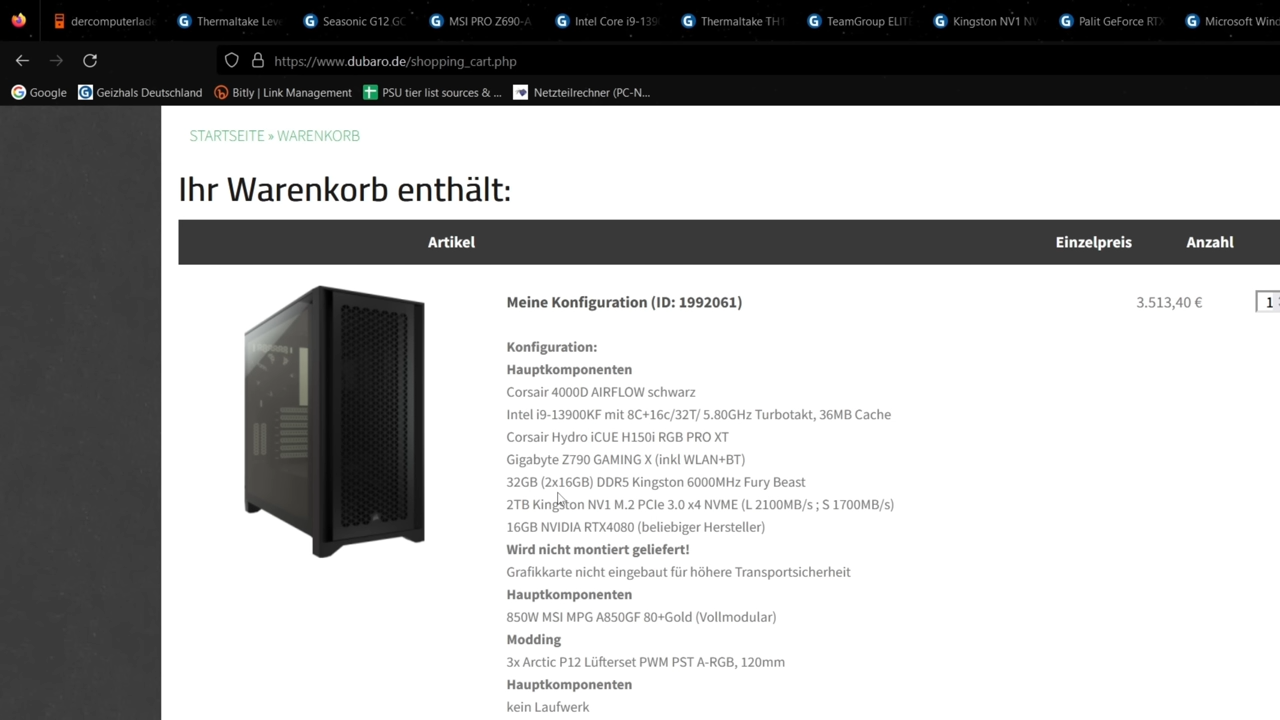 dercomputerlade
Thermaltake Leve
Seasonic G12 GC
MSI PRO Z690-A
Intel Core i9-139
Thermaltake TH1
TeamGroup ELITE
Kingston NV1 NV
Palit GeForce RTX
Microsoft Wind
https://www.dubaro.de/shopping_cart.php
Google
Geizhals Deutschland
Bitly | Link Management
PSU tier list sources & ...
Netzteilrechner (PC-N...
STARTSEITE » WARENKORB
Ihr Warenkorb enthält:
Artikel Einzelpreis Anzahl
Meine Konfiguration (ID: 1992061) 3.513,40 € 1
Konfiguration:
Hauptkomponenten
Corsair 4000D AIRFLOW schwarz
Intel i9-13900KF mit 8C+16c/32T/ 5.80GHz Turbotakt, 36MB Cache
Corsair Hydro iCUE H150i RGB PRO XT
Gigabyte Z790 GAMING X (inkl WLAN+BT)
32GB (2x16GB) DDR5 Kingston 6000MHz Fury Beast
2TB Kingston NV1 M.2 PCIe 3.0 x4 NVME (L 2100MB/s ; S 1700MB/s)
16GB NVIDIA RTX4080 (beliebiger Hersteller)
Wird nicht montiert geliefert!
Grafikkarte nicht eingebaut für höhere Transportsicherheit
Hauptkomponenten
850W MSI MPG A850GF 80+Gold (Vollmodular)
Modding
3x Arctic P12 Lüfterset PWM PST A-RGB, 120mm
Hauptkomponenten
kein Laufwerk